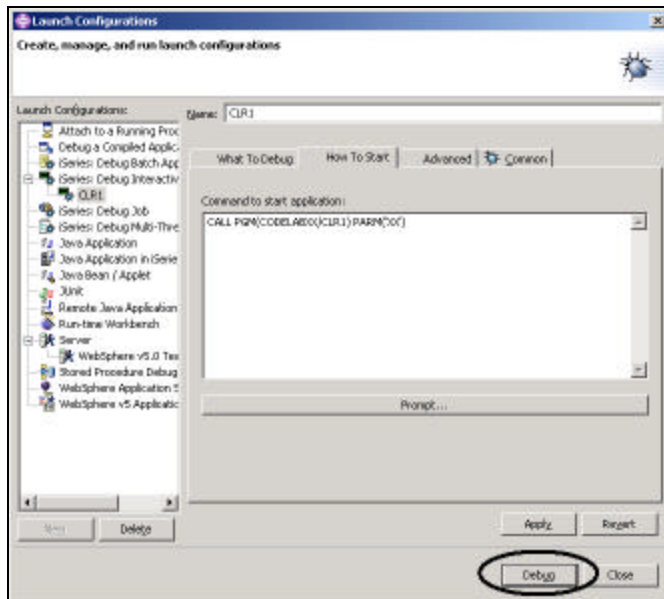 Launch Configurations
Create, manage, and run launch configurations
Launch Configurations:
Name: CLR1
Attach to a Running Proc
Debug a Compiled Applic
iSeries: Debug Batch App
iSeries: Debug Interactiv
CLR1
iSeries: Debug Job
iSeries: Debug Multi-Thre
Java Application
Java Application in iSerie
Java Bean / Applet
JUnit
Remote Java Application
Run-time Workbench
Server
WebSphere v5.0 Tes
Stored Procedure Debug
WebSphere Application S
WebSphere v5 Applicatic
What To Debug How To Start Advanced Common
Command to start application:
CALL PGM(CODELABXX/CLR1) PARM('XX')
Prompt...
New Delete
Apply Revert
Debug Close